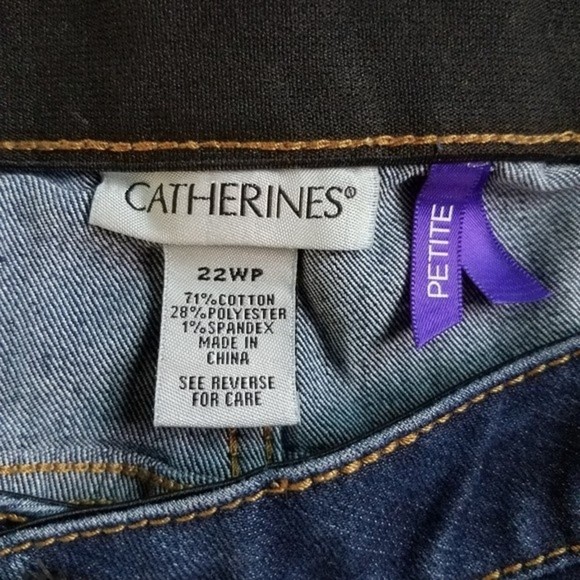 CATHERINES®
22WP
71%COTTON
28%POLYESTER
1%SPANDEX
MADE IN
CHINA
SEE REVERSE
FOR CARE
PETITE